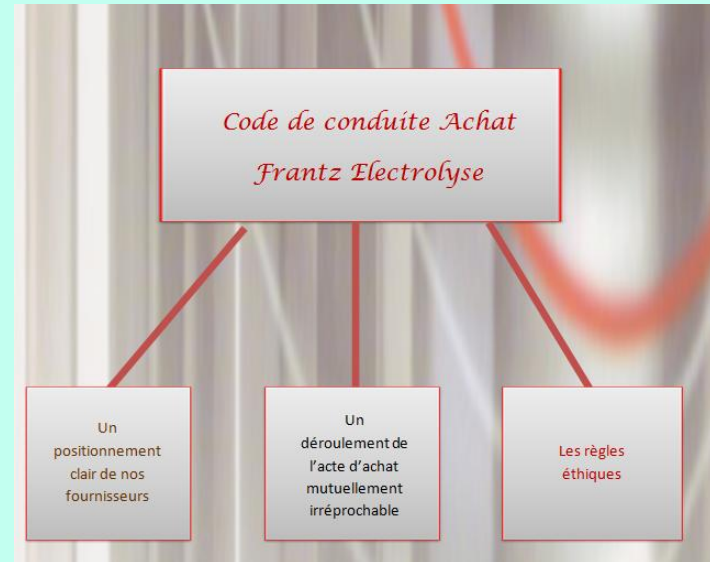 Code de conduite Achat
Frantz Electrolyse
Un
positionnement
clair de nos
fournisseurs
Un
déroulement de
l’acte d’achat
mutuellement
irréprochable
Les règles
éthiques